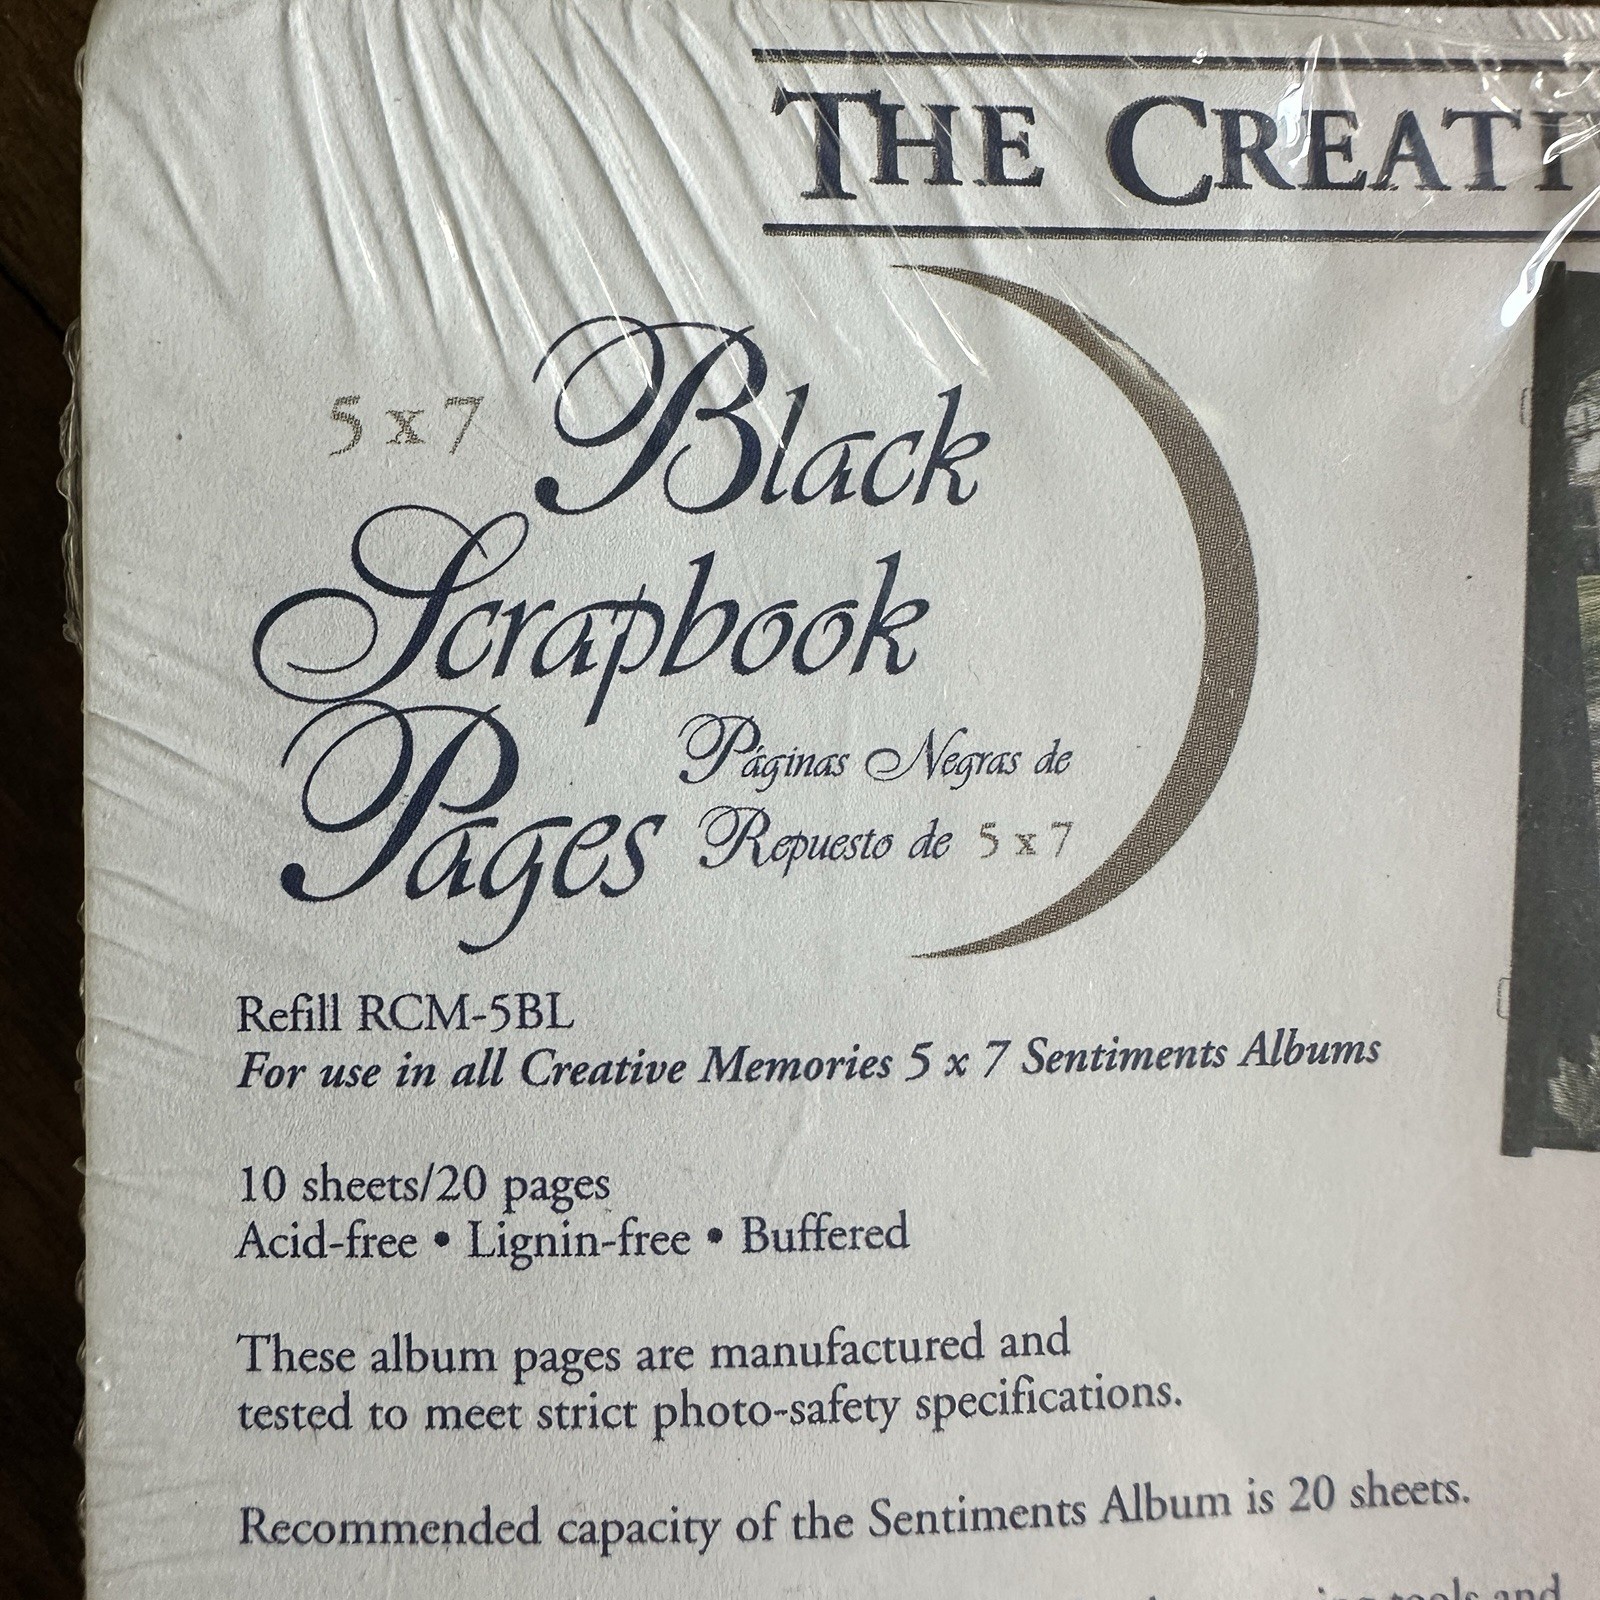 THE CREATI
5 x 7 Black
Scrapbook
Pages
Páginas Negras de
Repuesto de 5 x 7
Refill RCM-5BL
For use in all Creative Memories 5 x 7 Sentiments Albums
10 sheets/20 pages
Acid-free • Lignin-free • Buffered
These album pages are manufactured and
tested to meet strict photo-safety specifications.
Recommended capacity of the Sentiments Album is 20 sheets.
tools and